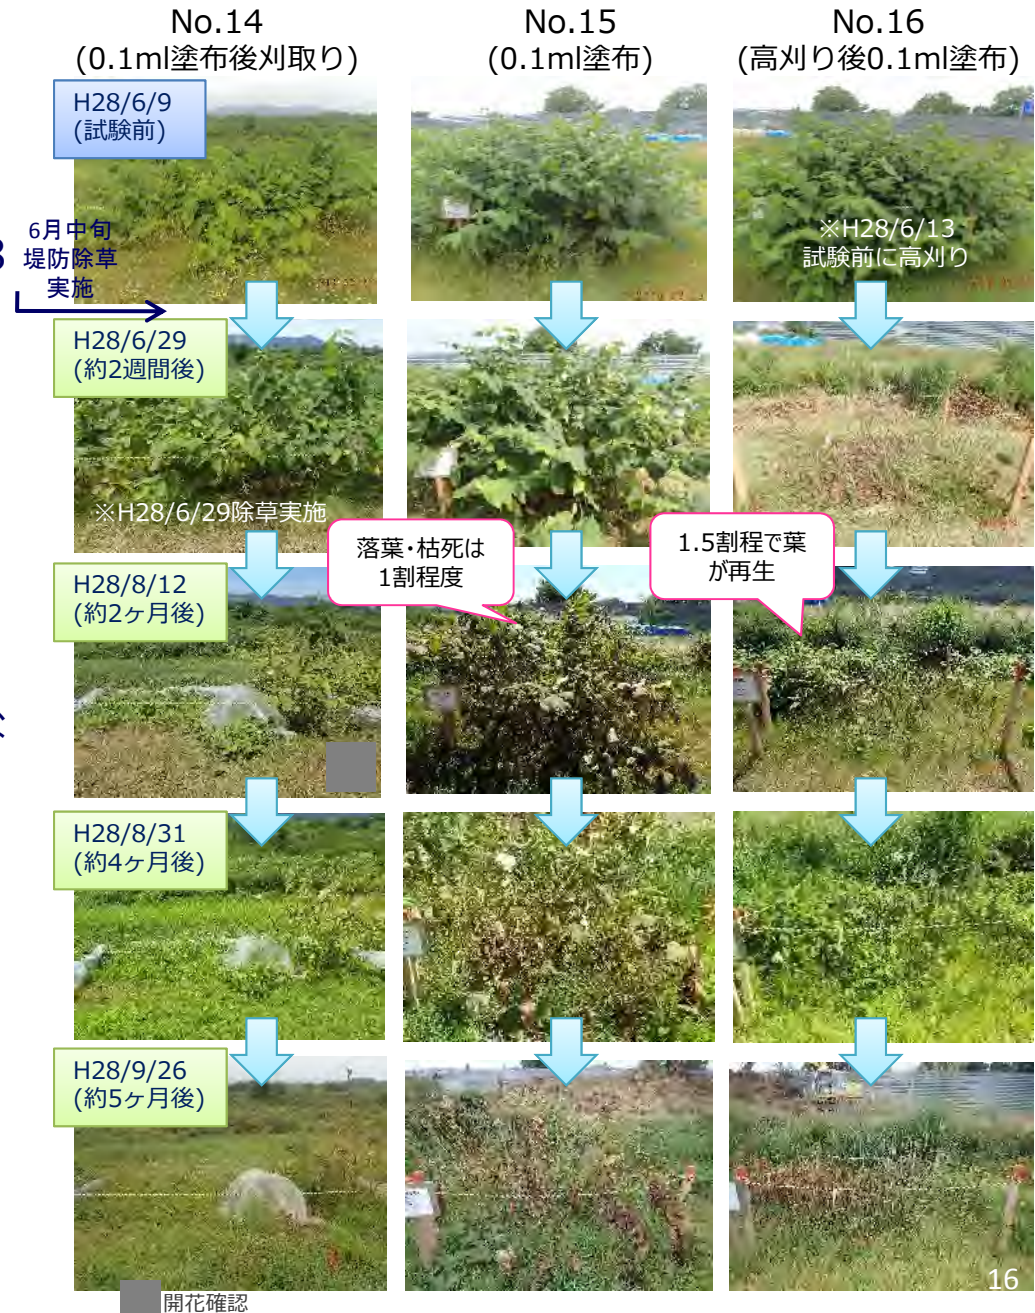 No.14
(0.1ml塗布後刈取り)
No.15
(0.1ml塗布)
No.16
(高刈り後0.1ml塗布)
H28/6/9
(試験前)
※H28/6/13
試験前に高刈り
6月中旬
堤防除草
実施
H28/6/29
(約2週間後)
※H28/6/29除草実施
落葉・枯死は
1割程度
1.5割程で葉
が再生
H28/8/12
(約2ヶ月後)
H28/8/31
(約4ヶ月後)
H28/9/26
(約5ヶ月後)
開花確認
16